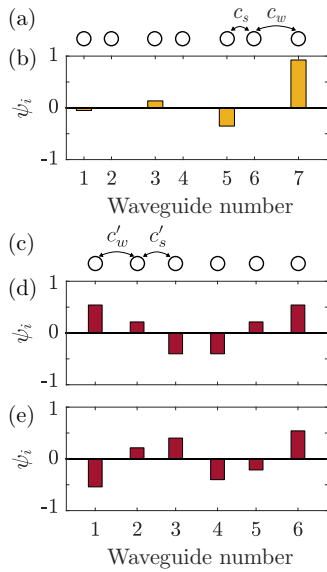 (a)
c_s c_w
(b)
1
0
-1
ψ_i
1 2 3 4 5 6 7
Waveguide number
(c)
c'_w c'_s
(d)
1
0
-1
ψ_i
(e)
1
0
-1
ψ_i
1 2 3 4 5 6
Waveguide number